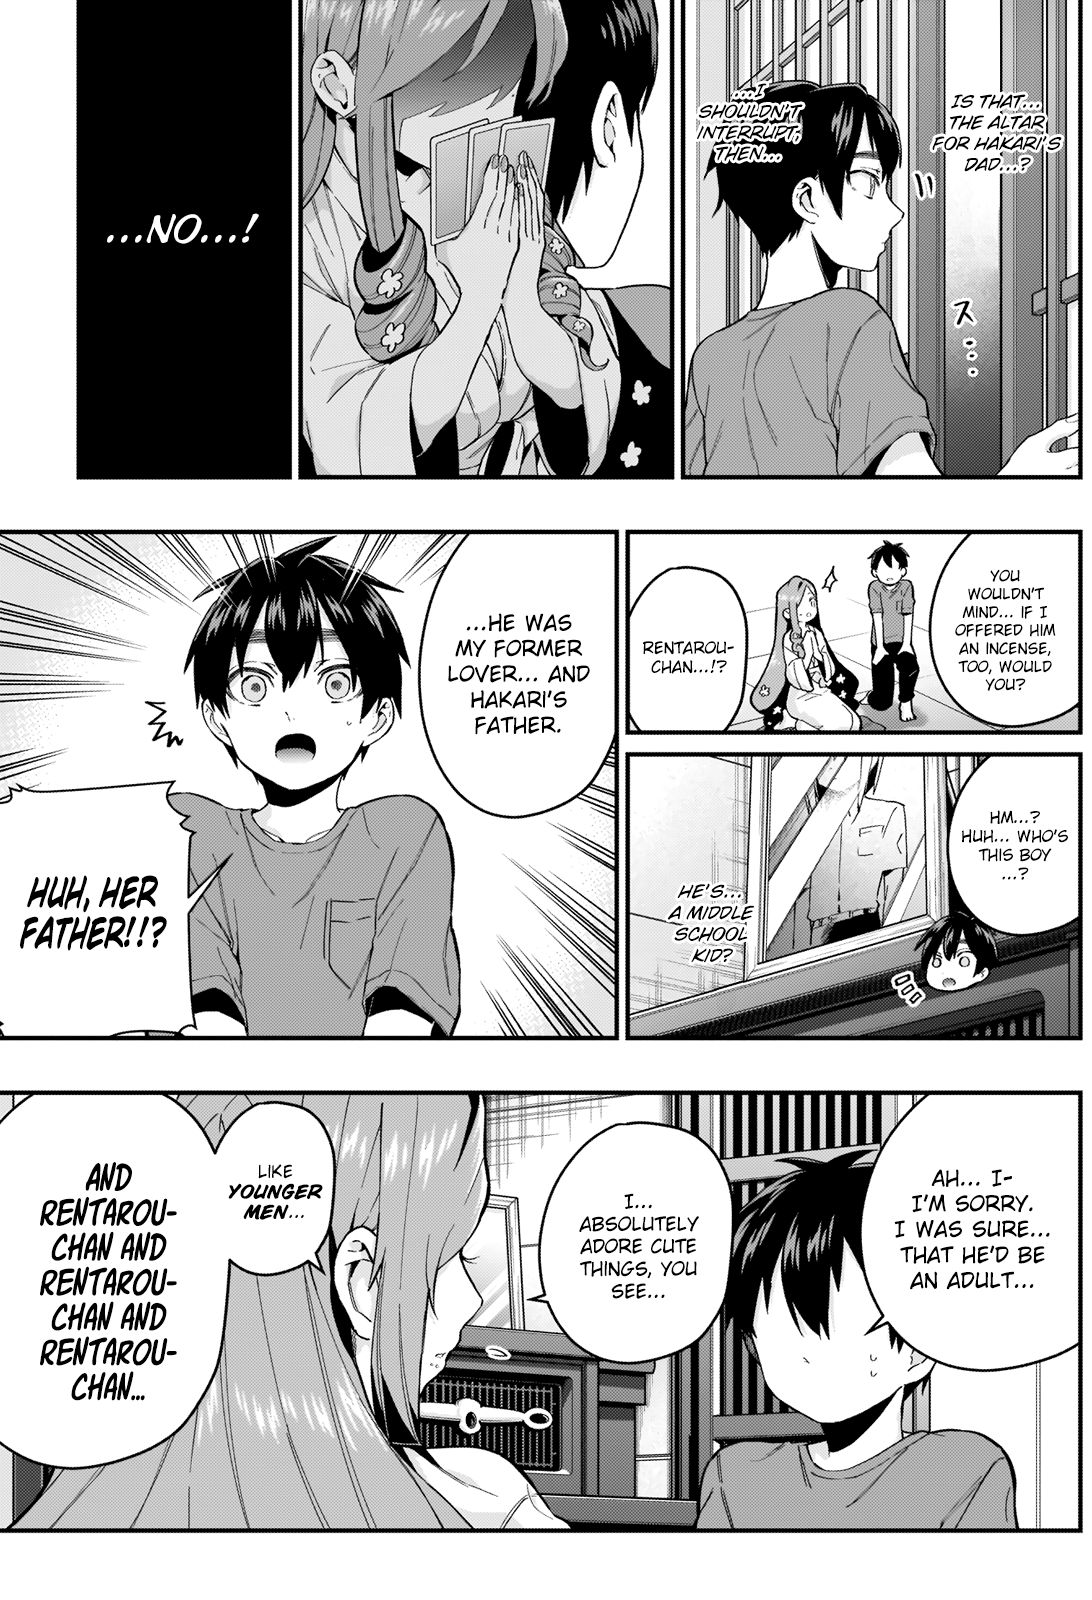 IS THAT...
THE ALTAR
FOR HAKARI'S
DAD...?
...I
SHOULDN'T
INTERRUPT,
THEN...
ス...
...NO...!
YOU
WOULDN'T
MIND... IF I
OFFERED HIM
AN INCENSE,
TOO, WOULD
YOU?
RENTAROU-
CHAN...!?
HM...?
HUH... WHO'S
THIS BOY
...?
HE'S...
A MIDDLE
SCHOOL
KID?
...HE WAS
MY FORMER
LOVER... AND
HAKARI'S
FATHER.
HUH, HER
FATHER!!?
AH... I-
I'M SORRY.
I WAS SURE...
THAT HE'D BE
AN ADULT...
I...
ABSOLUTELY
ADORE CUTE
THINGS, YOU
SEE...
LIKE
YOUNGER
MEN...
AND
RENTAROU-
CHAN AND
RENTAROU-
CHAN AND
RENTAROU-
CHAN...